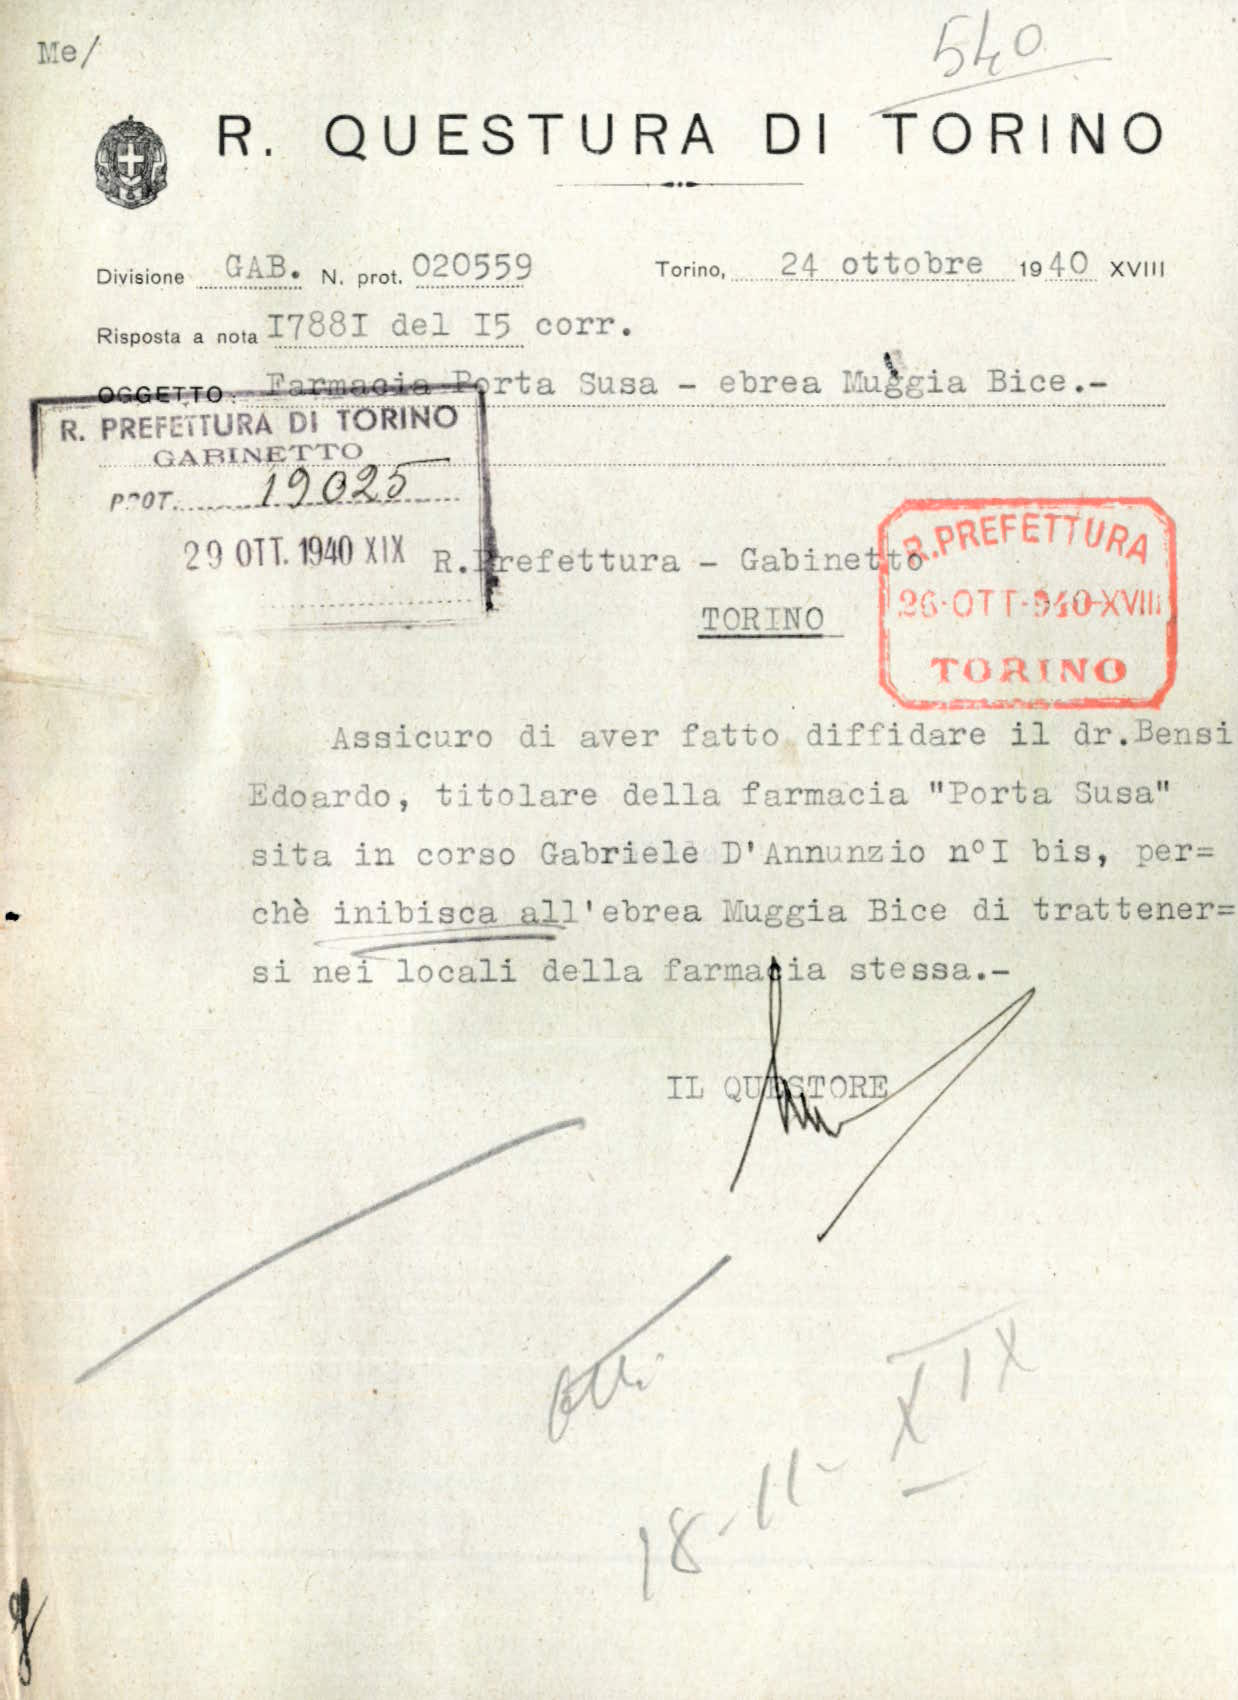 Me/
540
R. QUESTURA DI TORINO
Divisione GAB. N. prot. 020559 Torino, 24 ottobre 1940 XVIII
Risposta a nota I788I del I5 corr.
OGGETTO: Farmacia Porta Susa - ebrea Muggia Bice.-
R. PREFETTURA DI TORINO
GABINETTO
PROT. 19025
29 OTT. 1940 XIX
R.Prefettura - Gabinetto
TORINO
R.PREFETTURA
26·OTT·940-XVIII
TORINO
Assicuro di aver fatto diffidare il dr.Bensi
Edoardo, titolare della farmacia "Porta Susa"
sita in corso Gabriele D'Annunzio n°I bis, per=
chè inibisca all'ebrea Muggia Bice di trattener=
si nei locali della farmacia stessa.-
IL QUESTORE
Atti
18-11- XIX